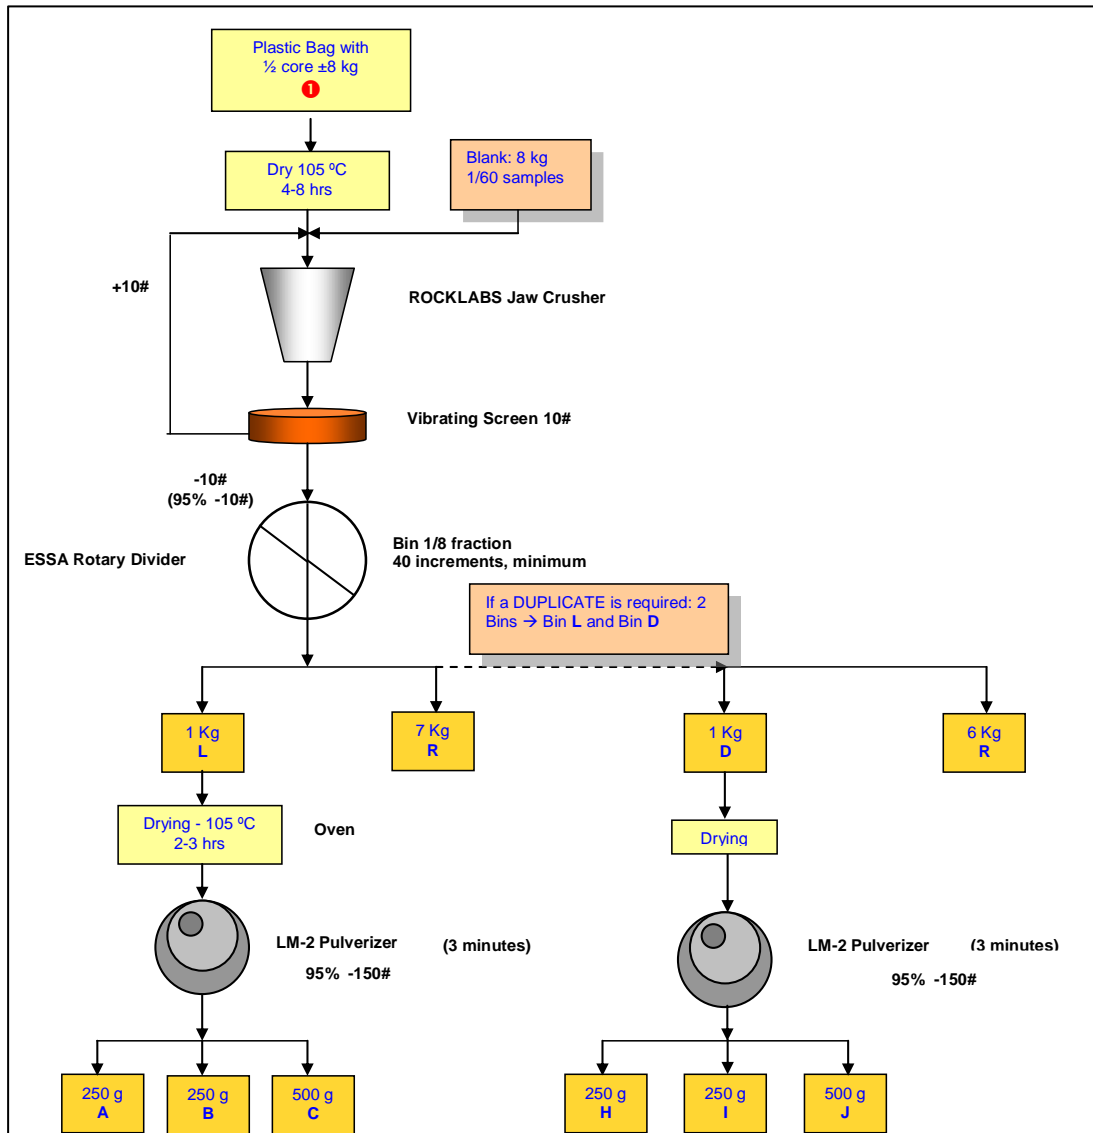 Plastic Bag with
½ core ±8 kg
❶
Dry 105 ºC
4-8 hrs
Blank: 8 kg
1/60 samples
+10#
ROCKLABS Jaw Crusher
Vibrating Screen 10#
-10#
(95% -10#)
ESSA Rotary Divider
Bin 1/8 fraction
40 increments, minimum
If a DUPLICATE is required: 2
Bins → Bin L and Bin D
1 Kg
L
7 Kg
R
1 Kg
D
6 Kg
R
Drying - 105 ºC
2-3 hrs
Oven
Drying
LM-2 Pulverizer (3 minutes)
95% -150#
LM-2 Pulverizer (3 minutes)
95% -150#
250 g
A
250 g
B
500 g
C
250 g
H
250 g
I
500 g
J